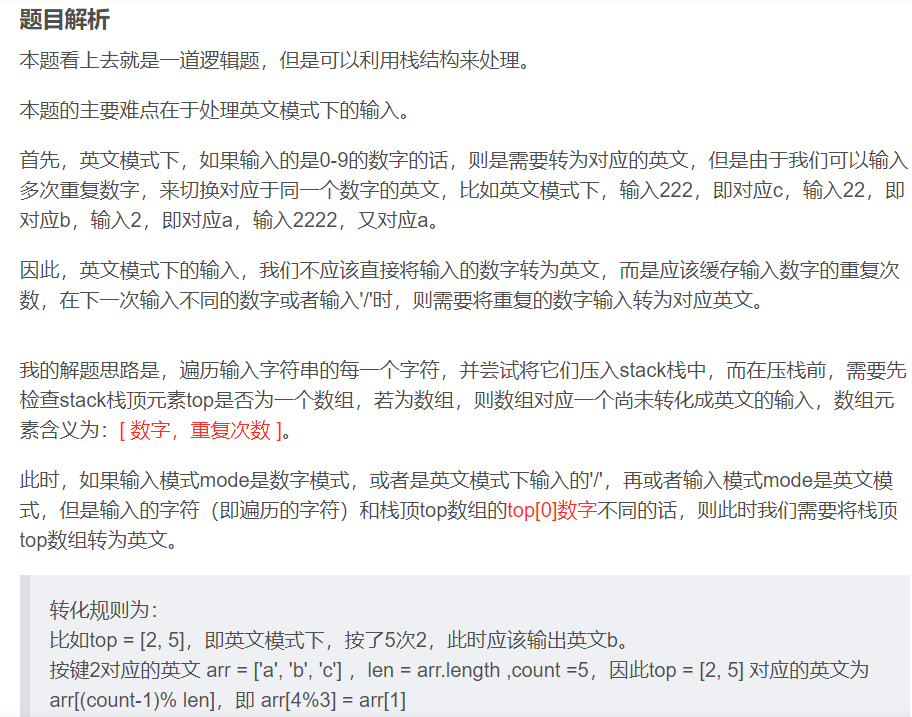 题目解析
本题看上去就是一道逻辑题，但是可以利用栈结构来处理。
本题的主要难点在于处理英文模式下的输入。
首先，英文模式下，如果输入的是0-9的数字的话，则是需要转为对应的英文，但是由于我们可以输入
多次重复数字，来切换对应于同一个数字的英文，比如英文模式下，输入222，即对应c，输入22，即
对应b，输入2，即对应a，输入2222，又对应a。
因此，英文模式下的输入，我们不应该直接将输入的数字转为英文，而是应该缓存输入数字的重复次
数，在下一次输入不同的数字或者输入'/'时，则需要将重复的数字输入转为对应英文。
我的解题思路是，遍历输入字符串的每一个字符，并尝试将它们压入stack栈中，而在压栈前，需要先
检查stack栈顶元素top是否为一个数组，若为数组，则数组对应一个尚未转化成英文的输入，数组元
素含义为：[ 数字，重复次数 ]。
此时，如果输入模式mode是数字模式，或者是英文模式下输入的'/'，再或者输入模式mode是英文模
式，但是输入的字符（即遍历的字符）和栈顶top数组的top[0]数字不同的话，则此时我们需要将栈顶
top数组转为英文。
转化规则为：
比如top = [2, 5]，即英文模式下，按了5次2，此时应该输出英文b。
按键2对应的英文 arr = ['a', 'b', 'c'] ，len = arr.length ,count =5，因此top = [2, 5] 对应的英文为
arr[(count-1)% len]，即 arr[4%3] = arr[1]